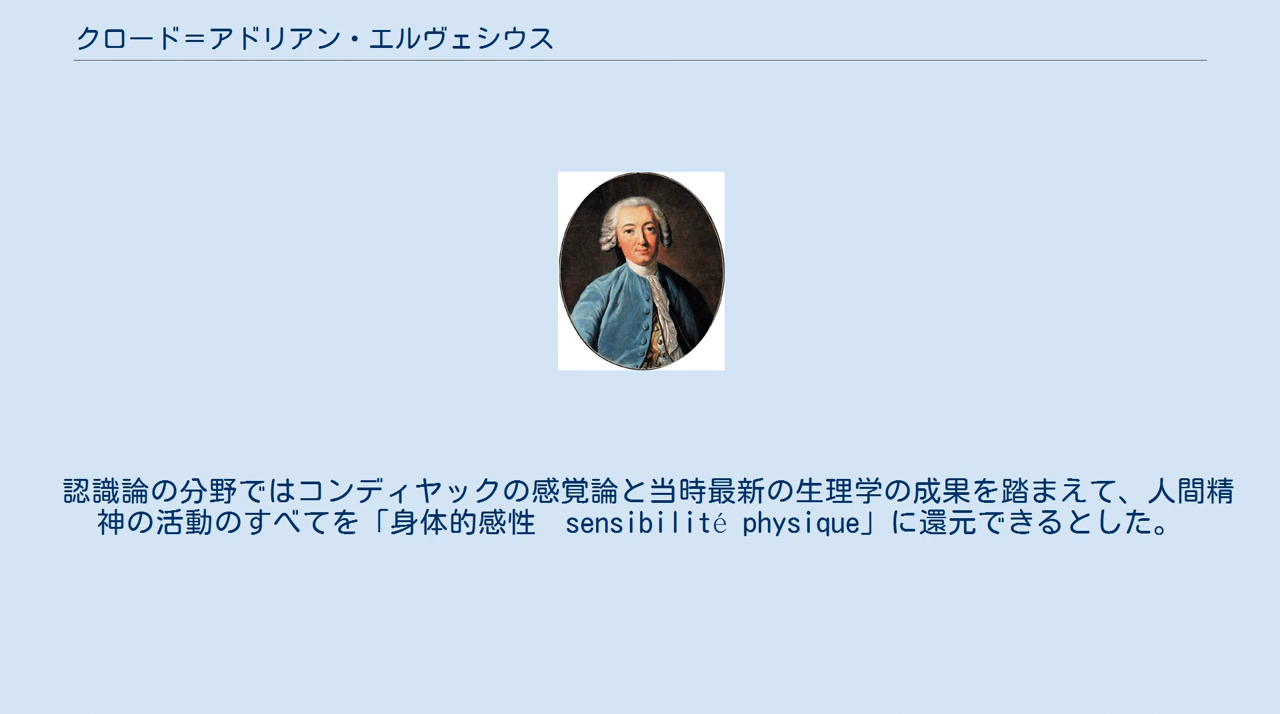 クロード＝アドリアン・エルヴェシウス
認識論の分野ではコンディヤックの感覚論と当時最新の生理学の成果を踏まえて、人間精
神の活動のすべてを「身体的感性　sensibilité physique」に還元できるとした。